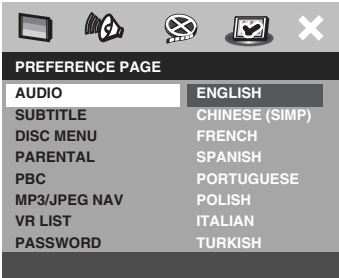 PREFERENCE PAGE
AUDIO ENGLISH
SUBTITLE CHINESE (SIMP)
DISC MENU FRENCH
PARENTAL SPANISH
PBC PORTUGUESE
MP3/JPEG NAV POLISH
VR LIST ITALIAN
PASSWORD TURKISH